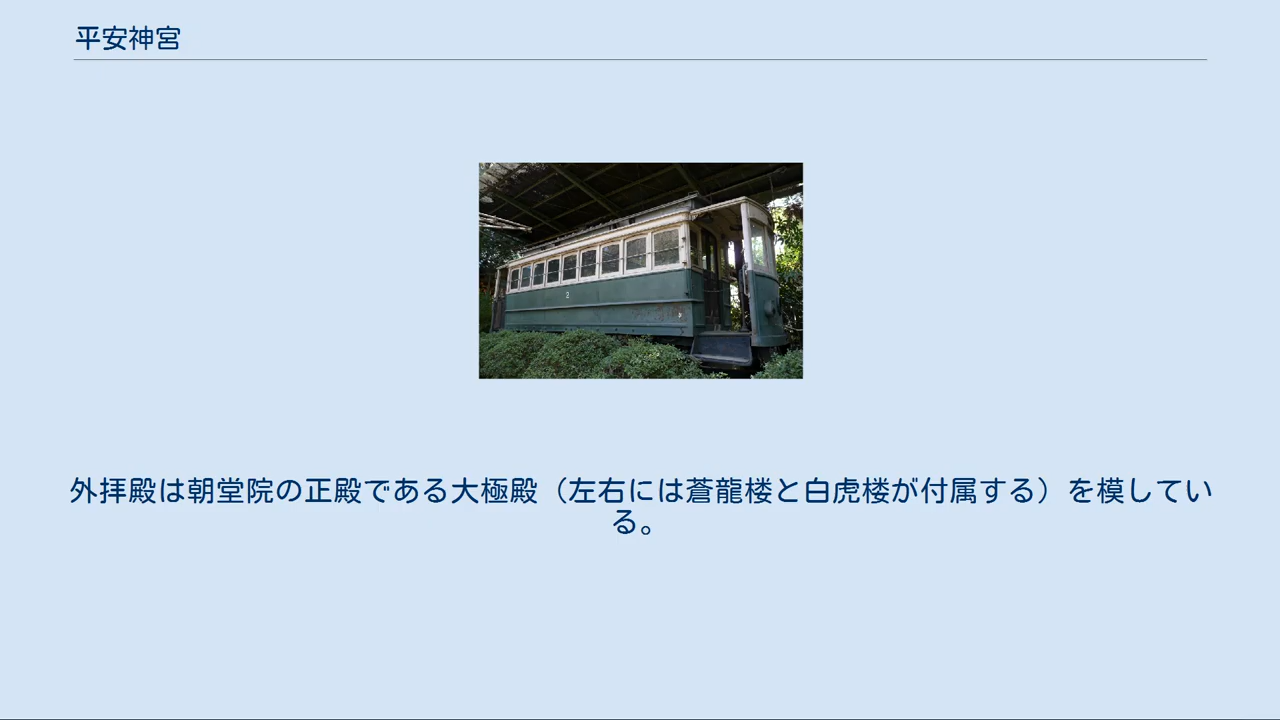 平安神宮
2
外拝殿は朝堂院の正殿である大極殿（左右には蒼龍楼と白虎楼が付属する）を模してい
る。